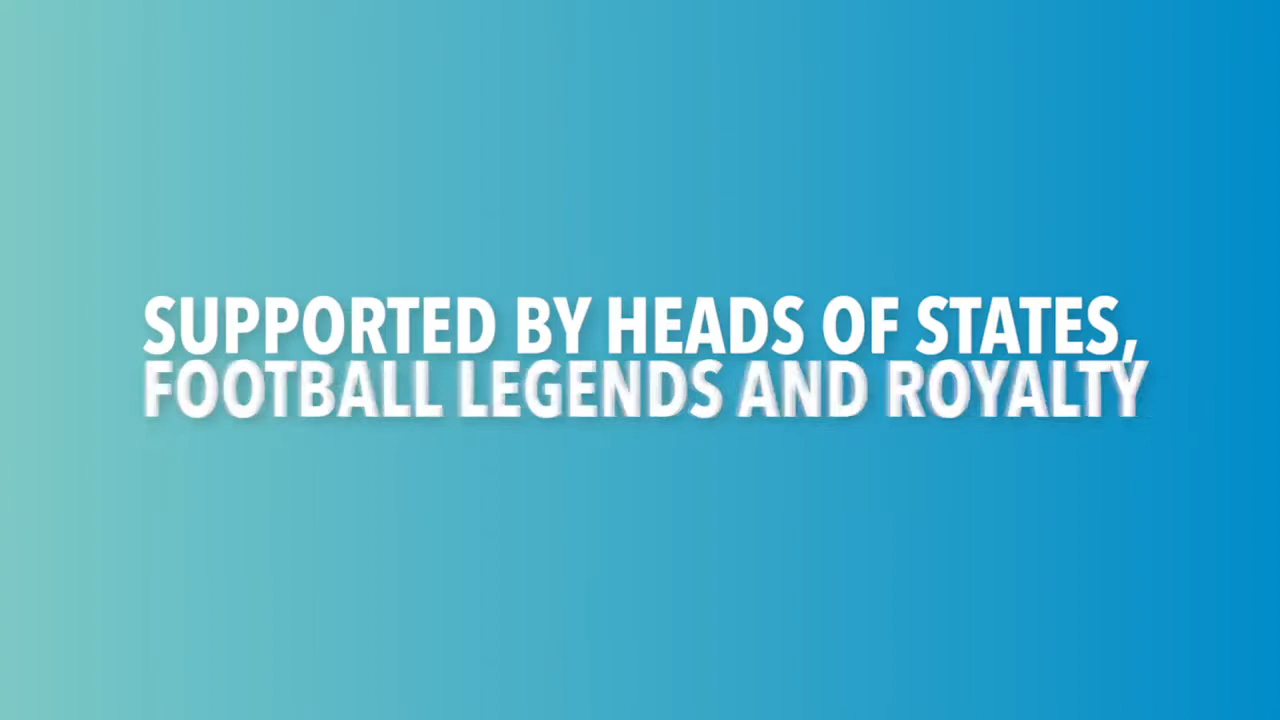 SUPPORTED BY HEADS OF STATES,
FOOTBALL LEGENDS AND ROYALTY